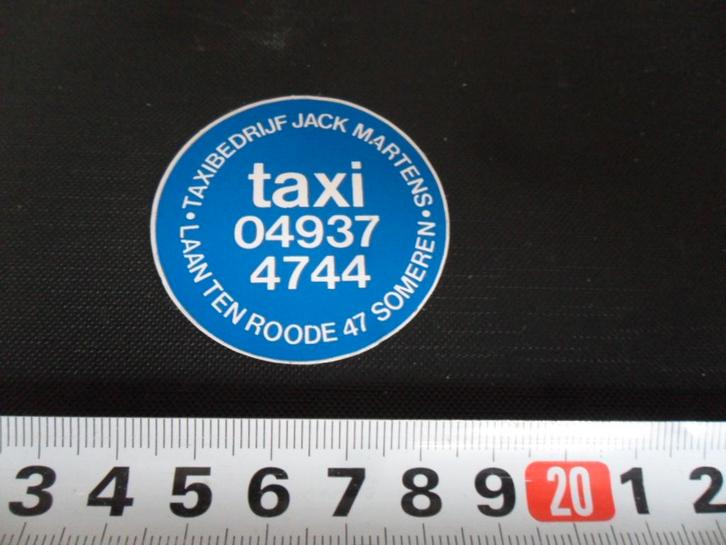 • TAXIBEDRIJF JACK MARTENS •
taxi
04937
4744
LAAN TEN ROODE 47 SOMEREN
3 4 5 6 7 8 9 20 1 2